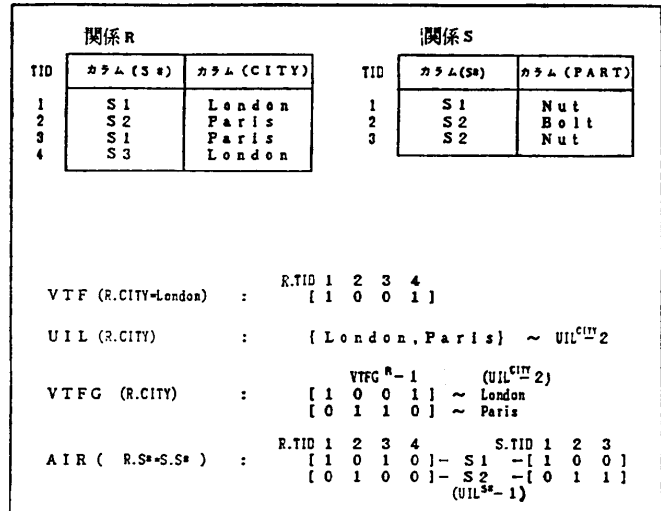 関係R 関係S
TID カラム(S#) カラム(CITY) TID カラム(S#) カラム(PART)
1 S1 London 1 S1 Nut
2 S2 Paris 2 S2 Bolt
3 S1 Paris 3 S2 Nut
4 S3 London
R.TID 1 2 3 4
VTF (R.CITY=London) : [1 0 0 1]
UIL (R.CITY) : {London,Paris} ~ UIL^CITY-2
VTFG^R-1 (UIL^CITY-2)
VTFG (R.CITY) : [1 0 0 1] ~ London
[0 1 1 0] ~ Paris
R.TID 1 2 3 4 S.TID 1 2 3
AIR( R.S#=S.S# ) : [1 0 1 0]- S1 -[1 0 0]
[0 1 0 0]- S2 -[0 1 1]
(UIL^S#-1)